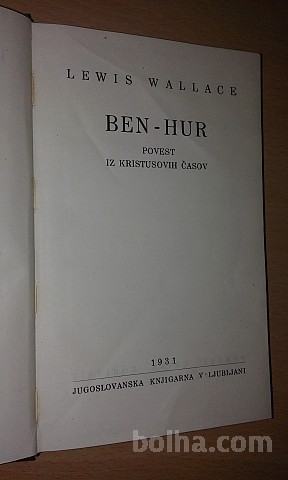 LEWIS WALLACE
BEN-HUR
POVEST
IZ KRISTUSOVIH ČASOV
1931
JUGOSLOVANSKA KNJIGARNA V LJUBLJANI
bolha.com